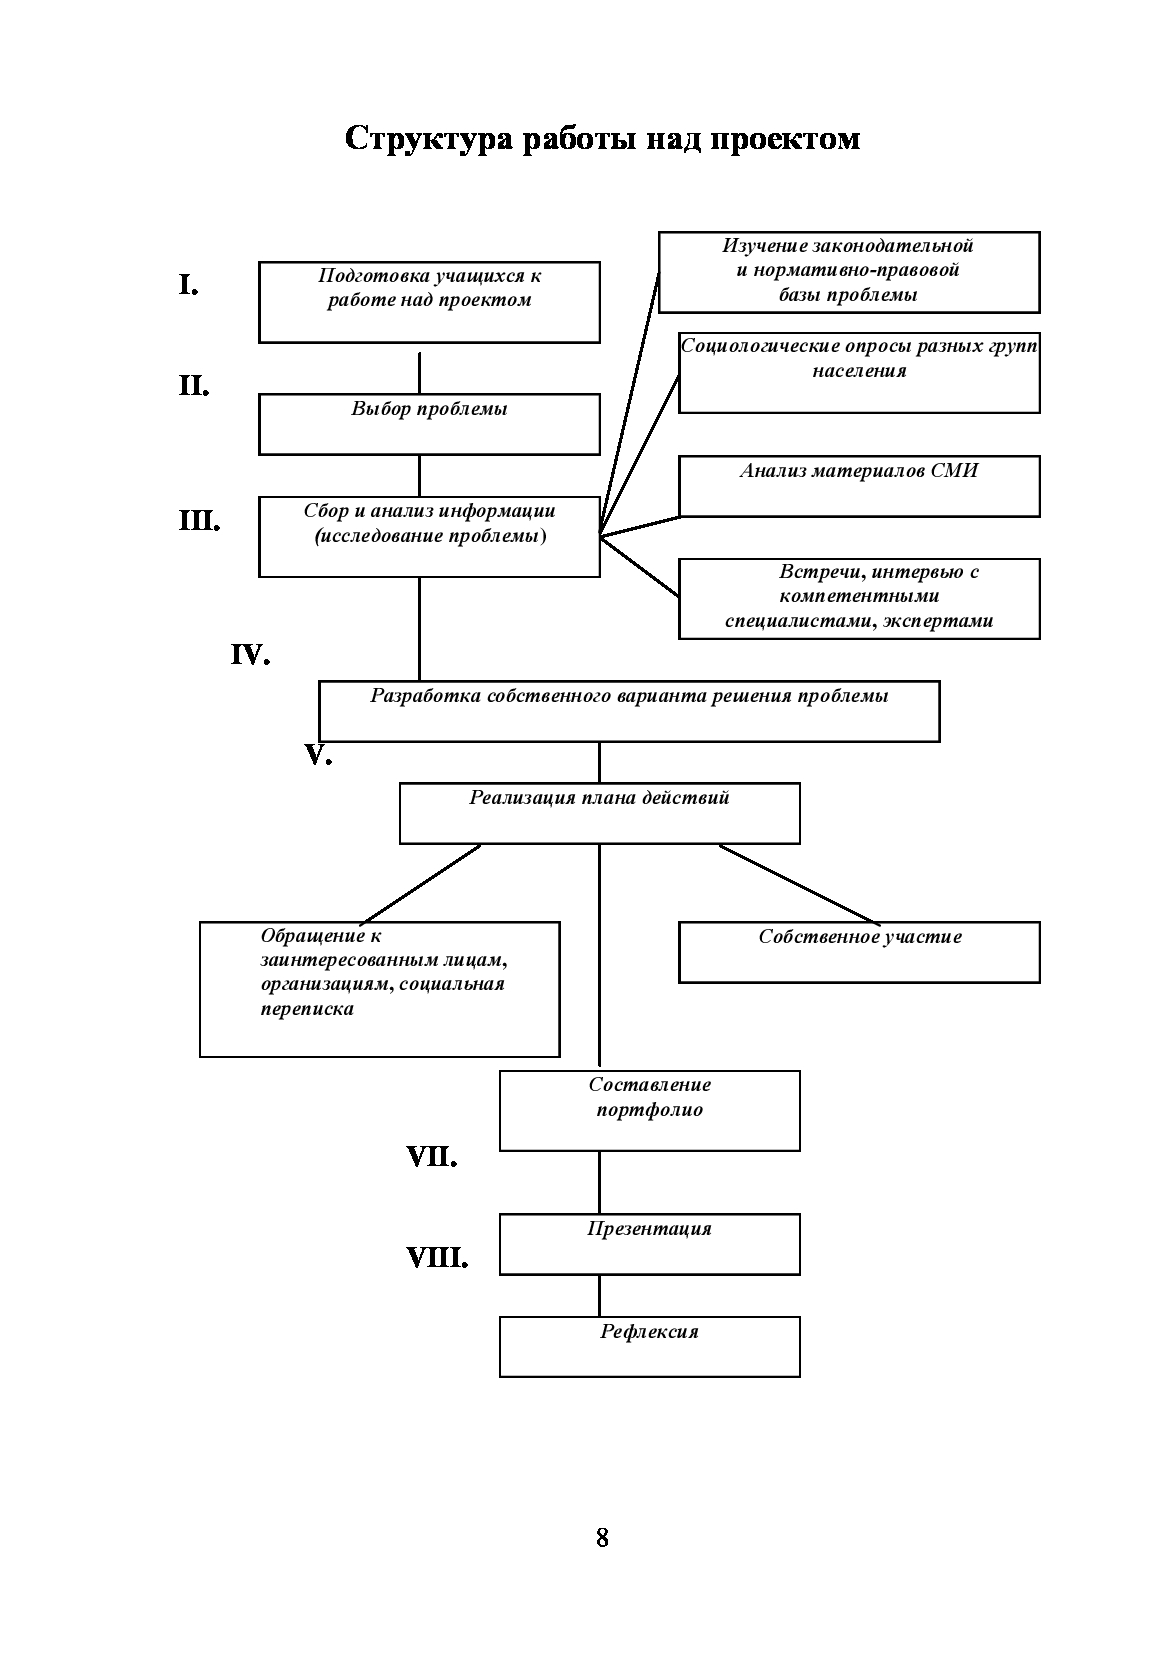 Структура работы над проектом
I.
Подготовка учащихся к
работе над проектом
Изучение законодательной
и нормативно-правовой
базы проблемы
Социологические опросы разных групп
населения
II.
Выбор проблемы
Анализ материалов СМИ
III.
Сбор и анализ информации
(исследование проблемы)
Встречи, интервью с
компетентными
специалистами, экспертами
IV.
Разработка собственного варианта решения проблемы
V.
Реализация плана действий
Обращение к
заинтересованным лицам,
организациям, социальная
переписка
Собственное участие
Составление
портфолио
VII.
Презентация
VIII.
Рефлексия
8